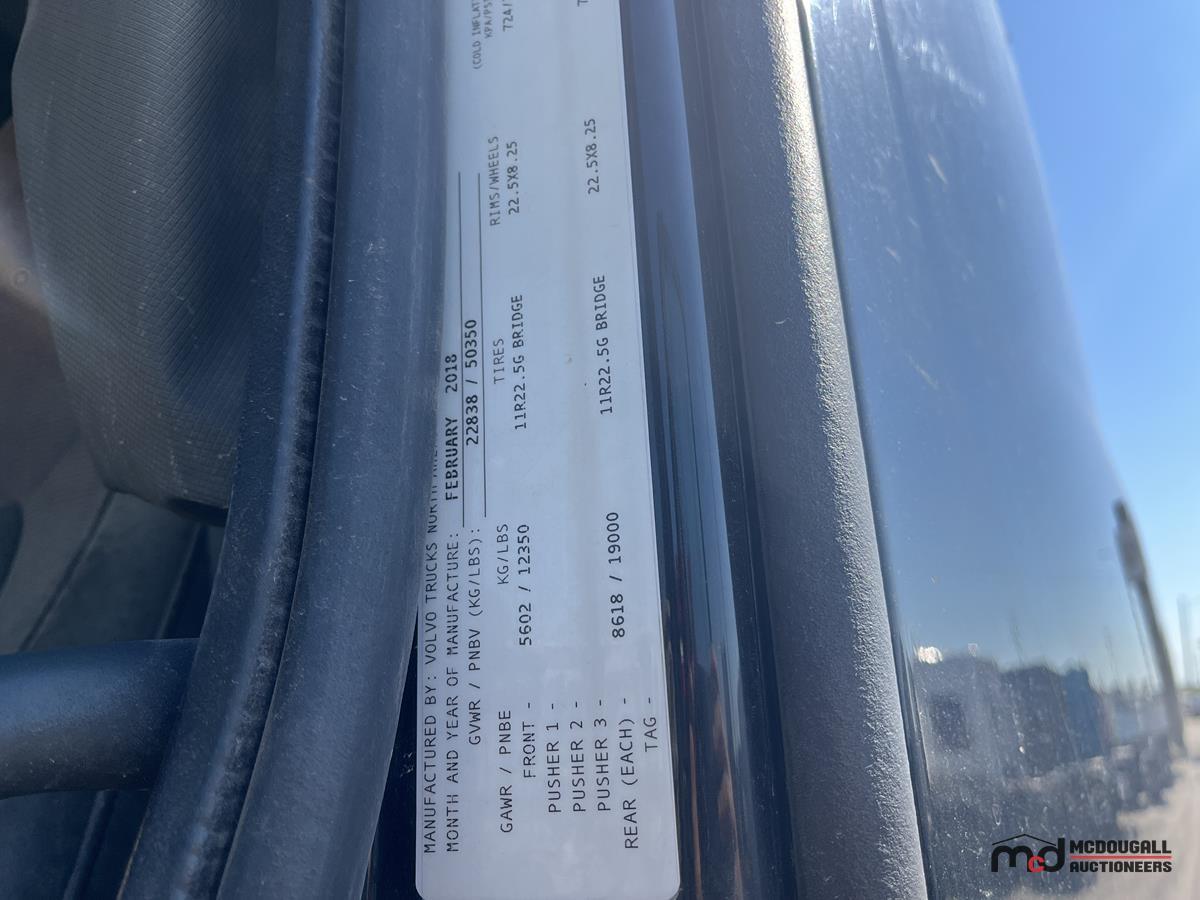 MANUFACTURED BY: VOLVO TRUCKS
MONTH AND YEAR OF MANUFACTURE: FEBRUARY 2018
GVWR / PNBV (KG/LBS): 22838 / 50350
GAWR / PNBE KG/LBS TIRES RIMS/WHEELS (COLD
FRONT - 5602 / 12350 11R22.5G BRIDGE 22.5X8.25 724/
PUSHER 1 -
PUSHER 2 -
PUSHER 3 -
REAR (EACH) - 8618 / 19000 11R22.5G BRIDGE 22.5X8.25
TAG -
mcd MCDOUGALL
AUCTIONEERS